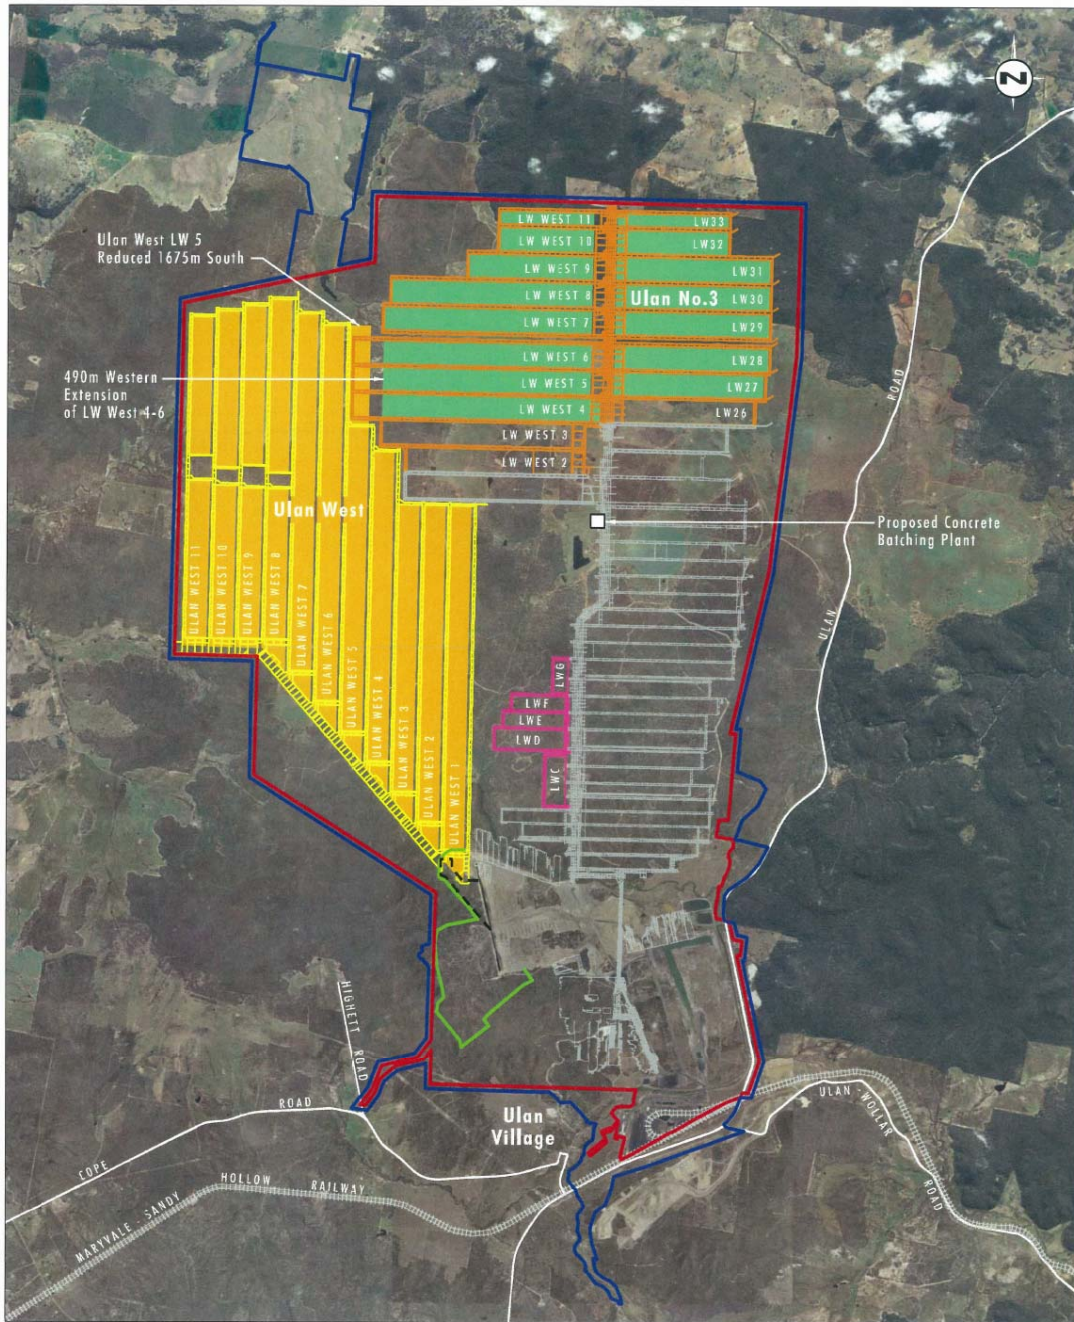 N
Ulan West LW 5
Reduced 1675m South
490m Western
Extension
of LW West 4-6
LW WEST 11
LW WEST 10
LW WEST 9
LW WEST 8
LW WEST 7
LW WEST 6
LW WEST 5
LW WEST 4
LW WEST 3
LW WEST 2
LW33
LW32
LW31
Ulan No.3
LW30
LW29
LW28
LW27
LW26
ROAD
ULAN
Ulan West
Proposed Concrete
Batching Plant
ULAN WEST 11
ULAN WEST 10
ULAN WEST 9
ULAN WEST 8
ULAN WEST 7
ULAN WEST 6
ULAN WEST 5
ULAN WEST 4
ULAN WEST 3
ULAN WEST 2
ULAN WEST 1
LWG
LWF
LWE
LWD
LWC
HIGHETT ROAD
COPE ROAD
Ulan
Village
ULAN - WOLLAR ROAD
MARYVALE - SANDY HOLLOW RAILWAY